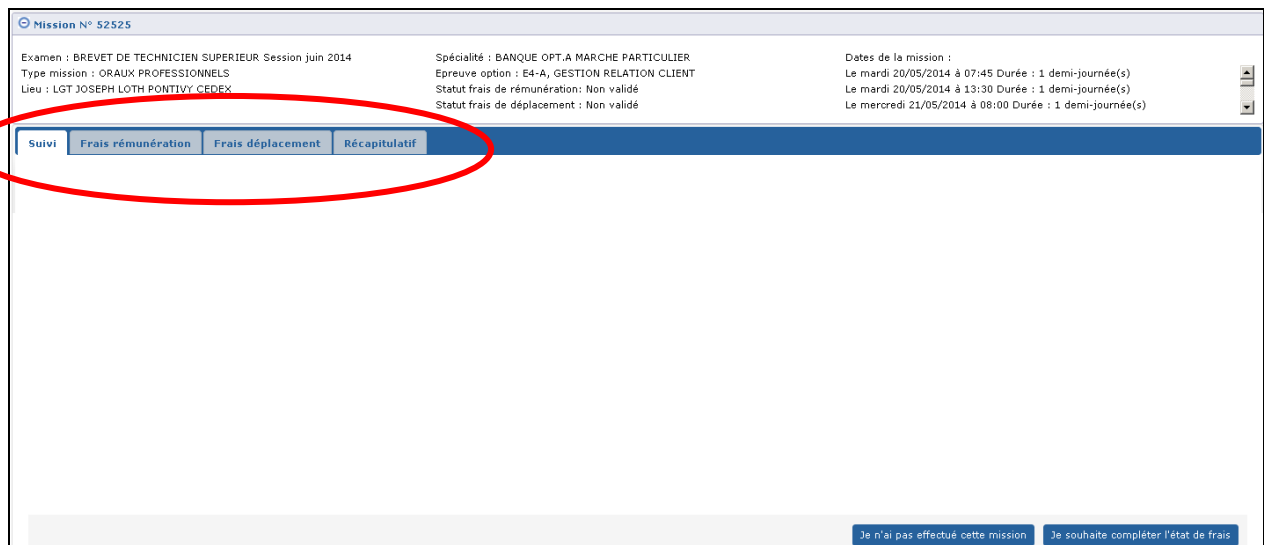 Mission N° 52525
Examen : BREVET DE TECHNICIEN SUPERIEUR Session juin 2014
Type mission : ORAUX PROFESSIONNELS
Lieu : LGT JOSEPH LOTH PONTIVY CEDEX
Spécialité : BANQUE OPT.A MARCHE PARTICULIER
Epreuve option : E4-A, GESTION RELATION CLIENT
Statut frais de rémunération: Non validé
Statut frais de déplacement : Non validé
Dates de la mission :
Le mardi 20/05/2014 à 07:45 Durée : 1 demi-journée(s)
Le mardi 20/05/2014 à 13:30 Durée : 1 demi-journée(s)
Le mercredi 21/05/2014 à 08:00 Durée : 1 demi-journée(s)
Suivi Frais rémunération Frais déplacement Récapitulatif
Je n'ai pas effectué cette mission Je souhaite compléter l'état de frais